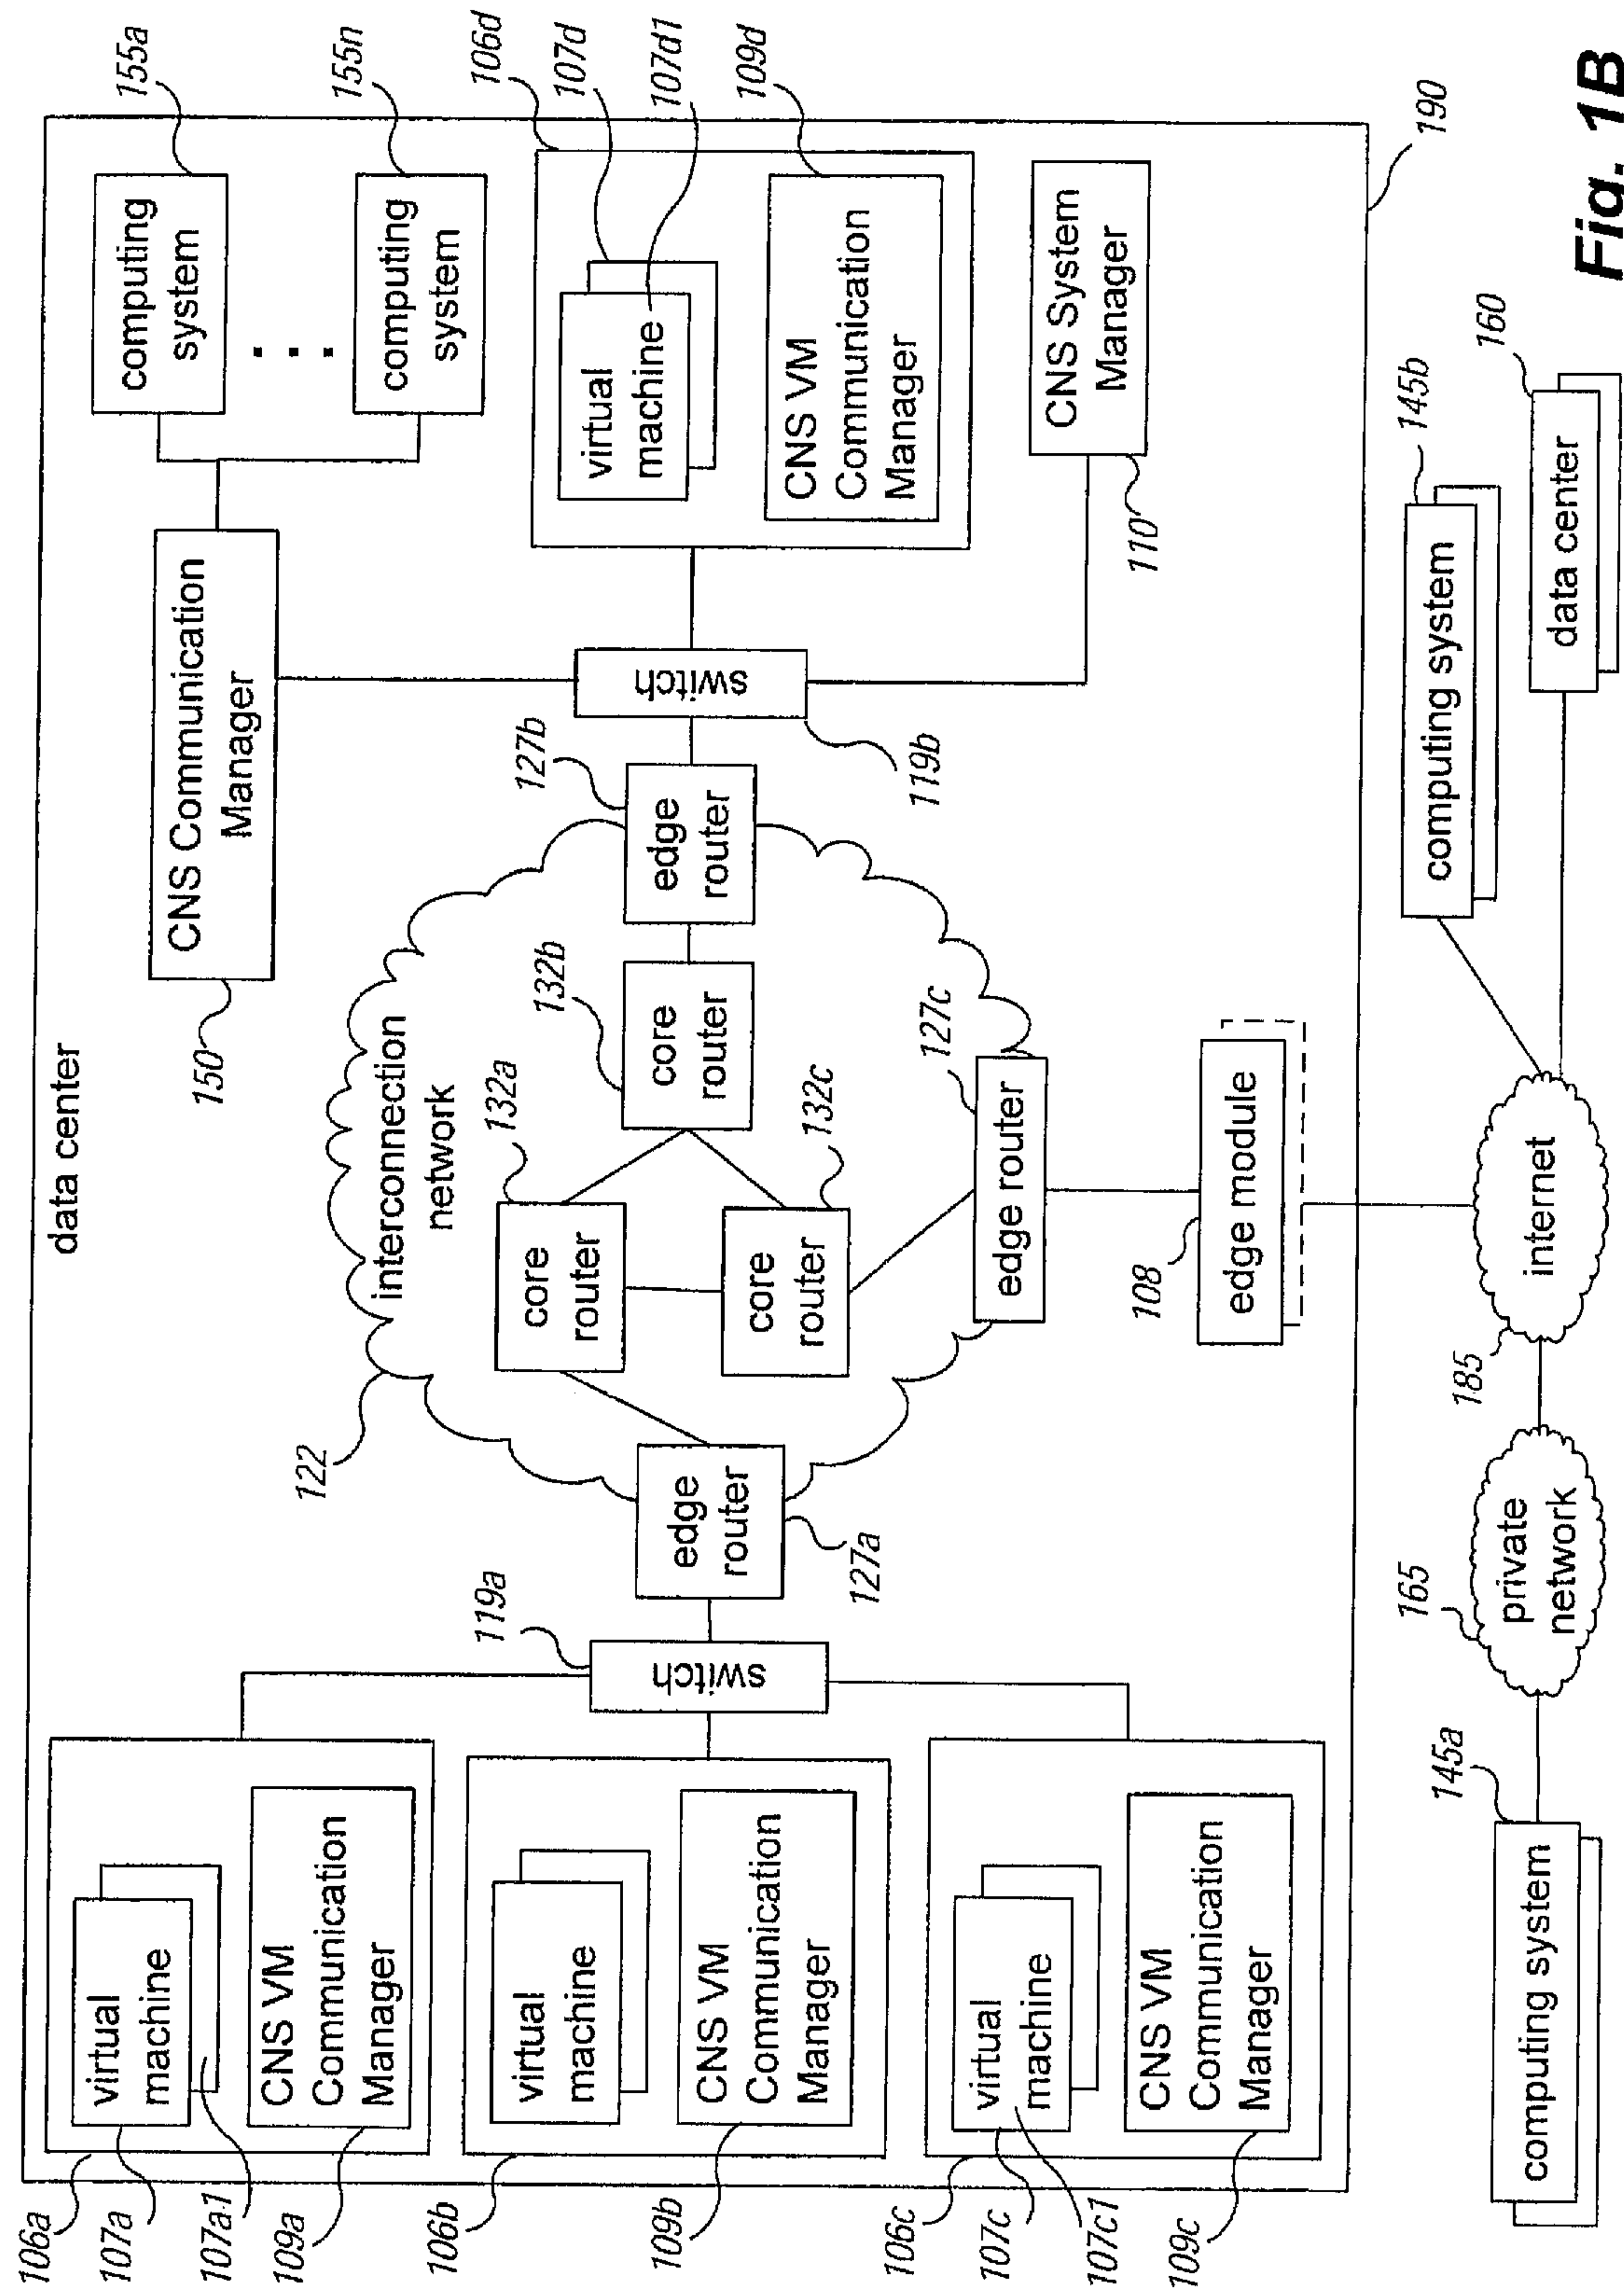 data center
106a
107a
107a1
109a
virtual
machine
CNS VM
Communication
Manager
106b
109b
virtual
machine
CNS VM
Communication
Manager
106c
107c
107c1
109c
virtual
machine
CNS VM
Communication
Manager
119a
switch
122
interconnection
network
edge
router
127a
132a
core
router
132b
core
router
132c
core
router
127b
edge
router
127c
edge router
108
edge module
150
CNS Communication
Manager
119b
switch
155a
computing
system
155n
computing
system
106d
107d
107d1
109d
virtual
machine
CNS VM
Communication
Manager
CNS System
Manager
110
190
145a
computing system
165
private
network
185
internet
145b
computing system
160
data center
Fig. 1B